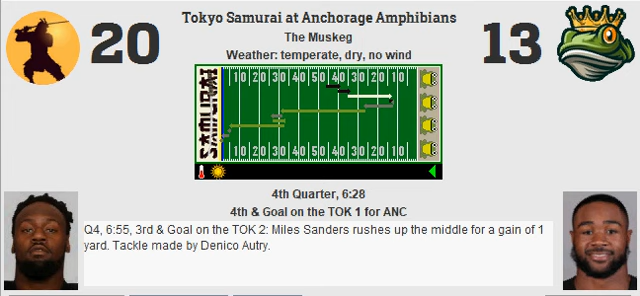 20
Tokyo Samurai at Anchorage Amphibians
13
The Muskeg
Weather: temperate, dry, no wind
SAMURAI
10 20 30 40 50 40 30 20 10
10 20 30 40 50 40 30 20 10
4th Quarter, 6:28
4th & Goal on the TOK 1 for ANC
Q4, 6:55, 3rd & Goal on the TOK 2: Miles Sanders rushes up the middle for a gain of 1
yard. Tackle made by Denico Autry.